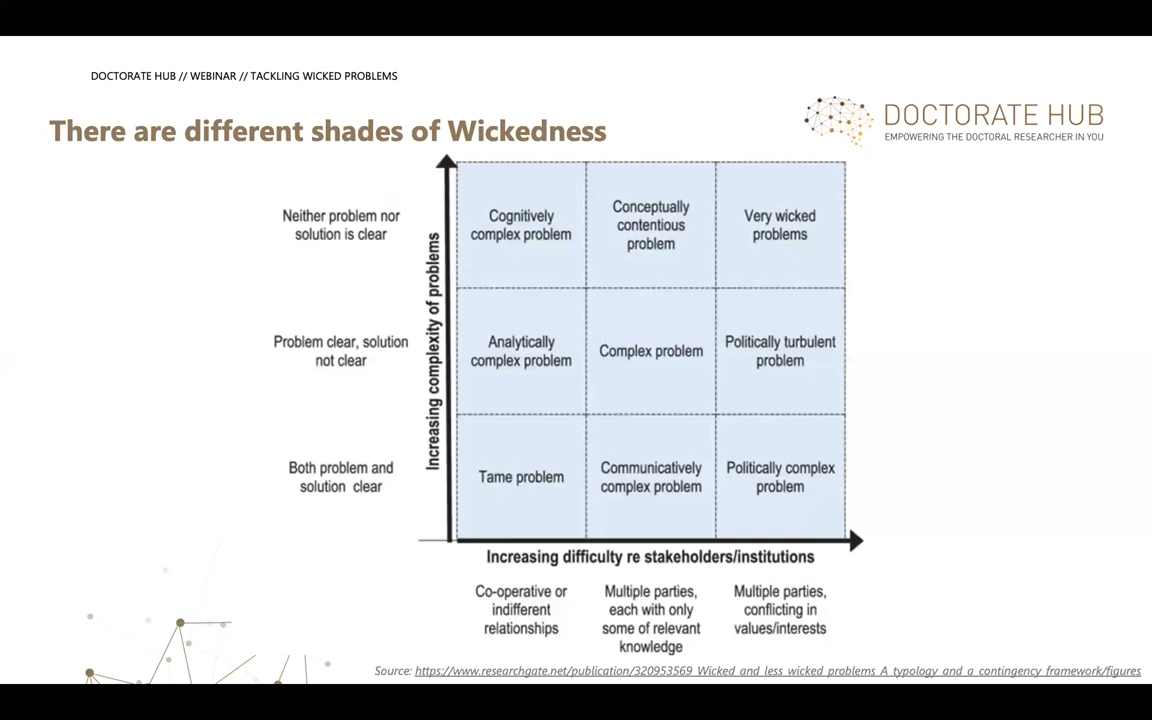 DOCTORATE HUB // WEBINAR // TACKLING WICKED PROBLEMS
There are different shades of Wickedness
DOCTORATE HUB
EMPOWERING THE DOCTORAL RESEARCHER IN YOU
Increasing complexity of problems
Neither problem nor
solution is clear
Cognitively
complex problem
Conceptually
contentious
problem
Very wicked
problems
Problem clear, solution
not clear
Analytically
complex problem
Complex problem
Politically turbulent
problem
Both problem and
solution clear
Tame problem
Communicatively
complex problem
Politically complex
problem
Increasing difficulty re stakeholders/institutions
Co-operative or
indifferent
relationships
Multiple parties,
each with only
some of relevant
knowledge
Multiple parties,
conflicting in
values/interests
Source: https://www.researchgate.net/publication/320953569_Wicked_and_less_wicked_problems_A_typology_and_a_contingency_framework/figures